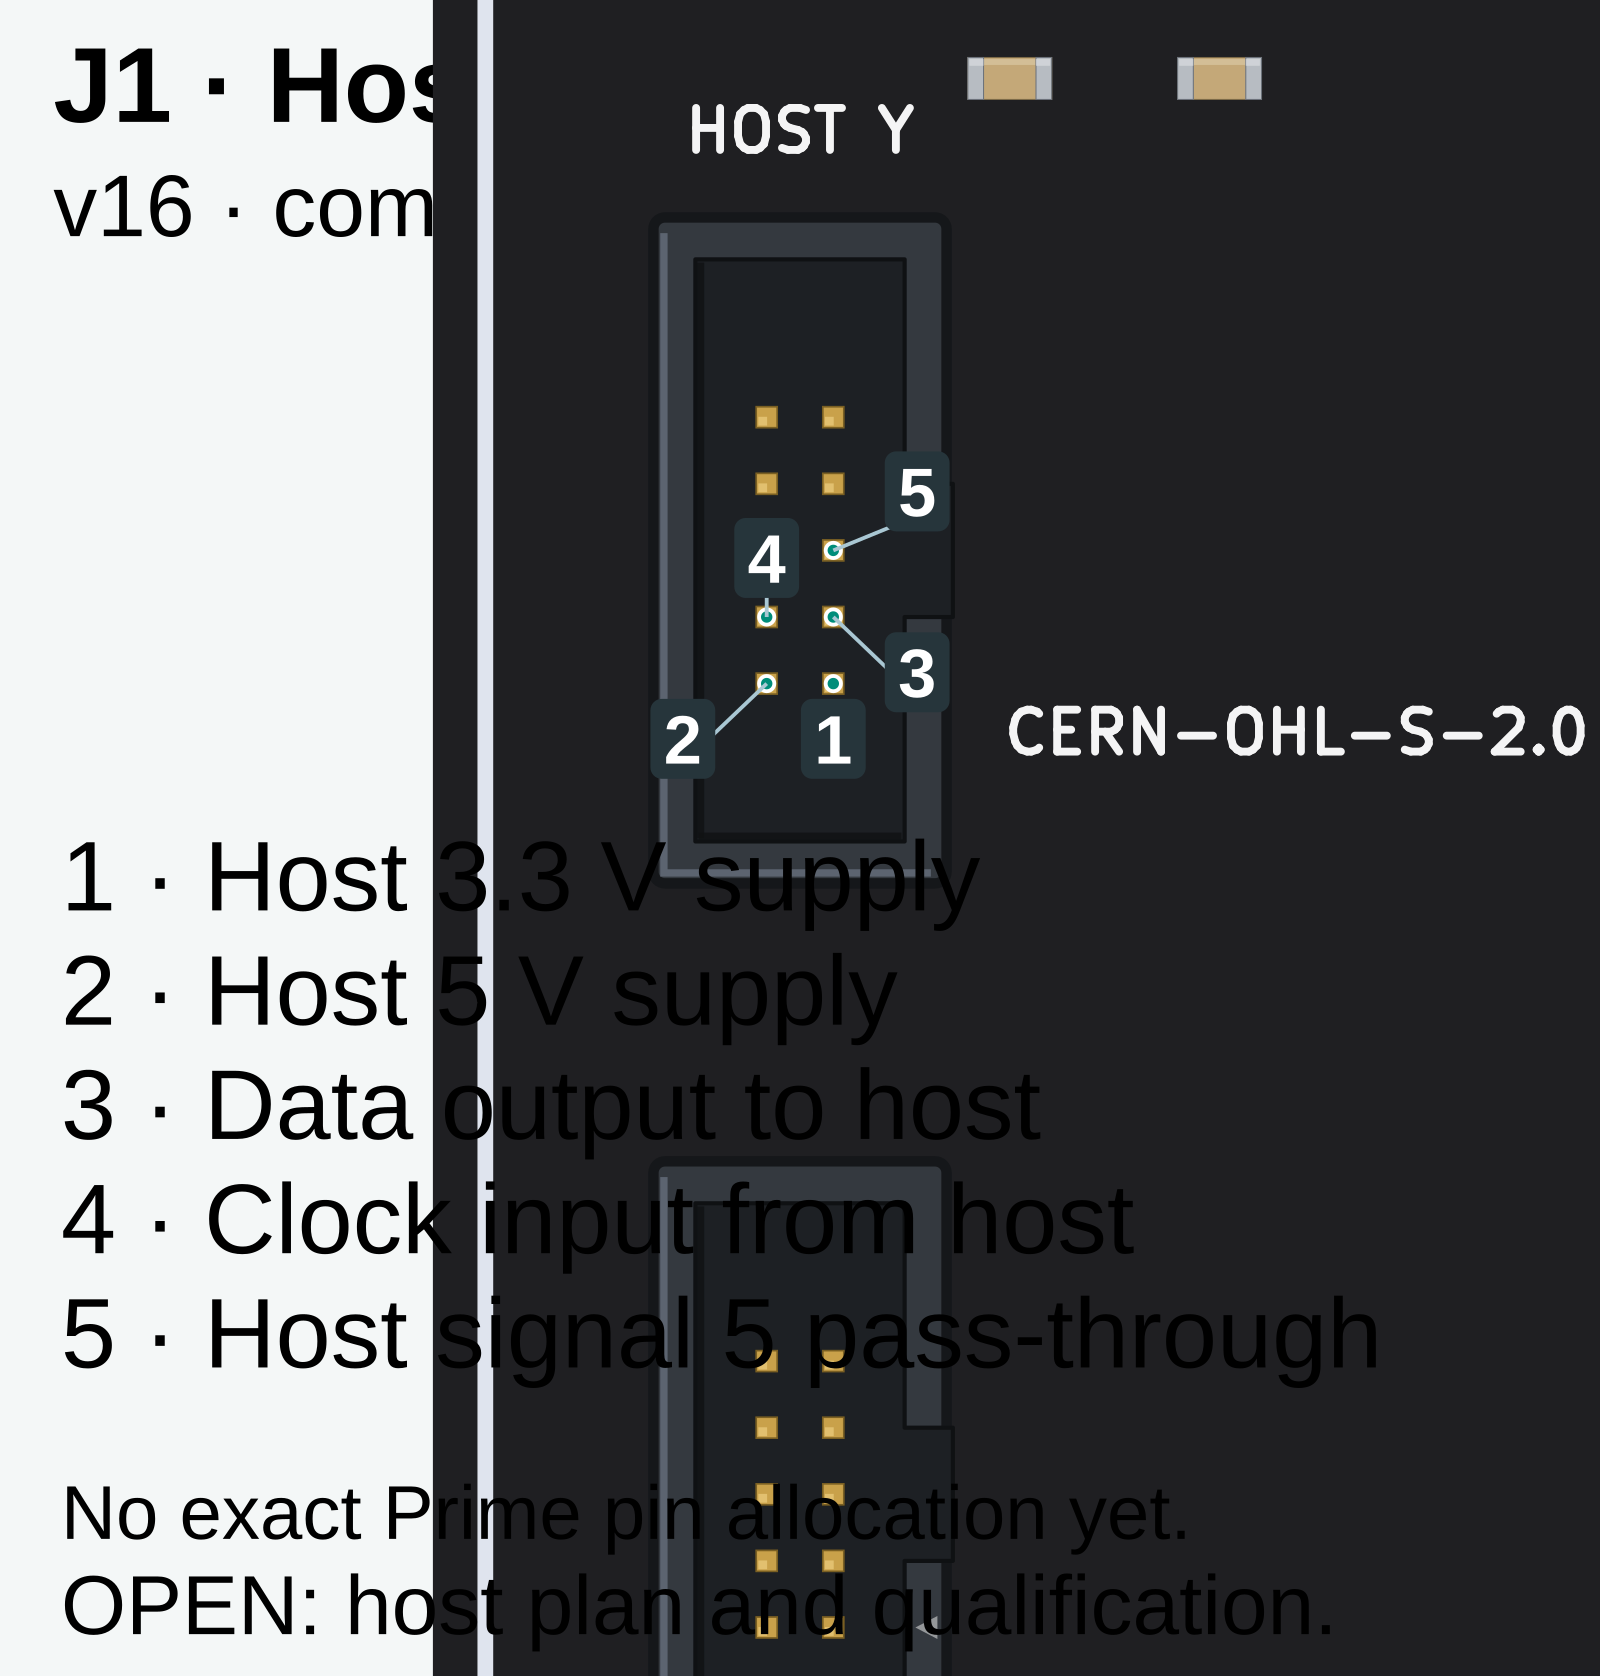 J1 · Hos
v16 · com
HOST Y
5
4
3
2
1
CERN-OHL-S-2.0
1 · Host 3.3 V supply
2 · Host 5 V supply
3 · Data output to host
4 · Clock input from host
5 · Host signal 5 pass-through
No exact Prime pin allocation yet.
OPEN: host plan and qualification.